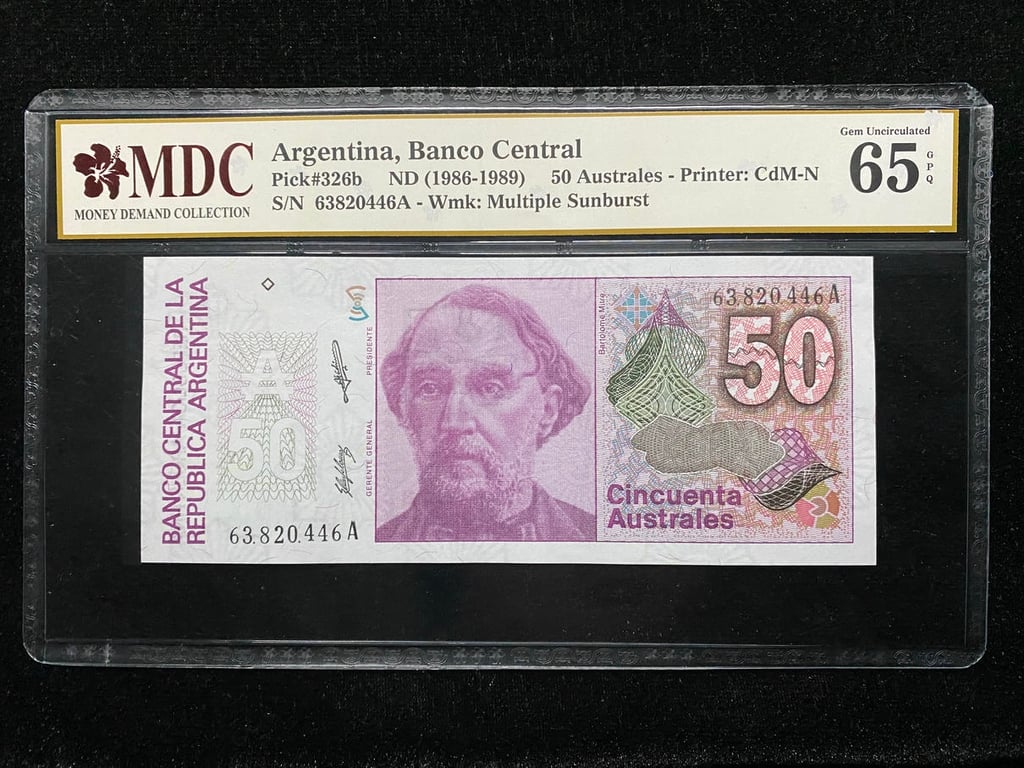 MDC
MONEY DEMAND COLLECTION
Argentina, Banco Central
Pick#326b ND (1986-1989) 50 Australes - Printer: CdM-N
S/N 63820446A - Wmk: Multiple Sunburst
Gem Uncirculated
65
GPQ
BANCO CENTRAL DE LA
REPUBLICA ARGENTINA
A
50
63.820.446 A
PRESIDENTE
GERENTE GENERAL
Bartolomé Mitre
63.820.446 A
50
Cincuenta
Australes